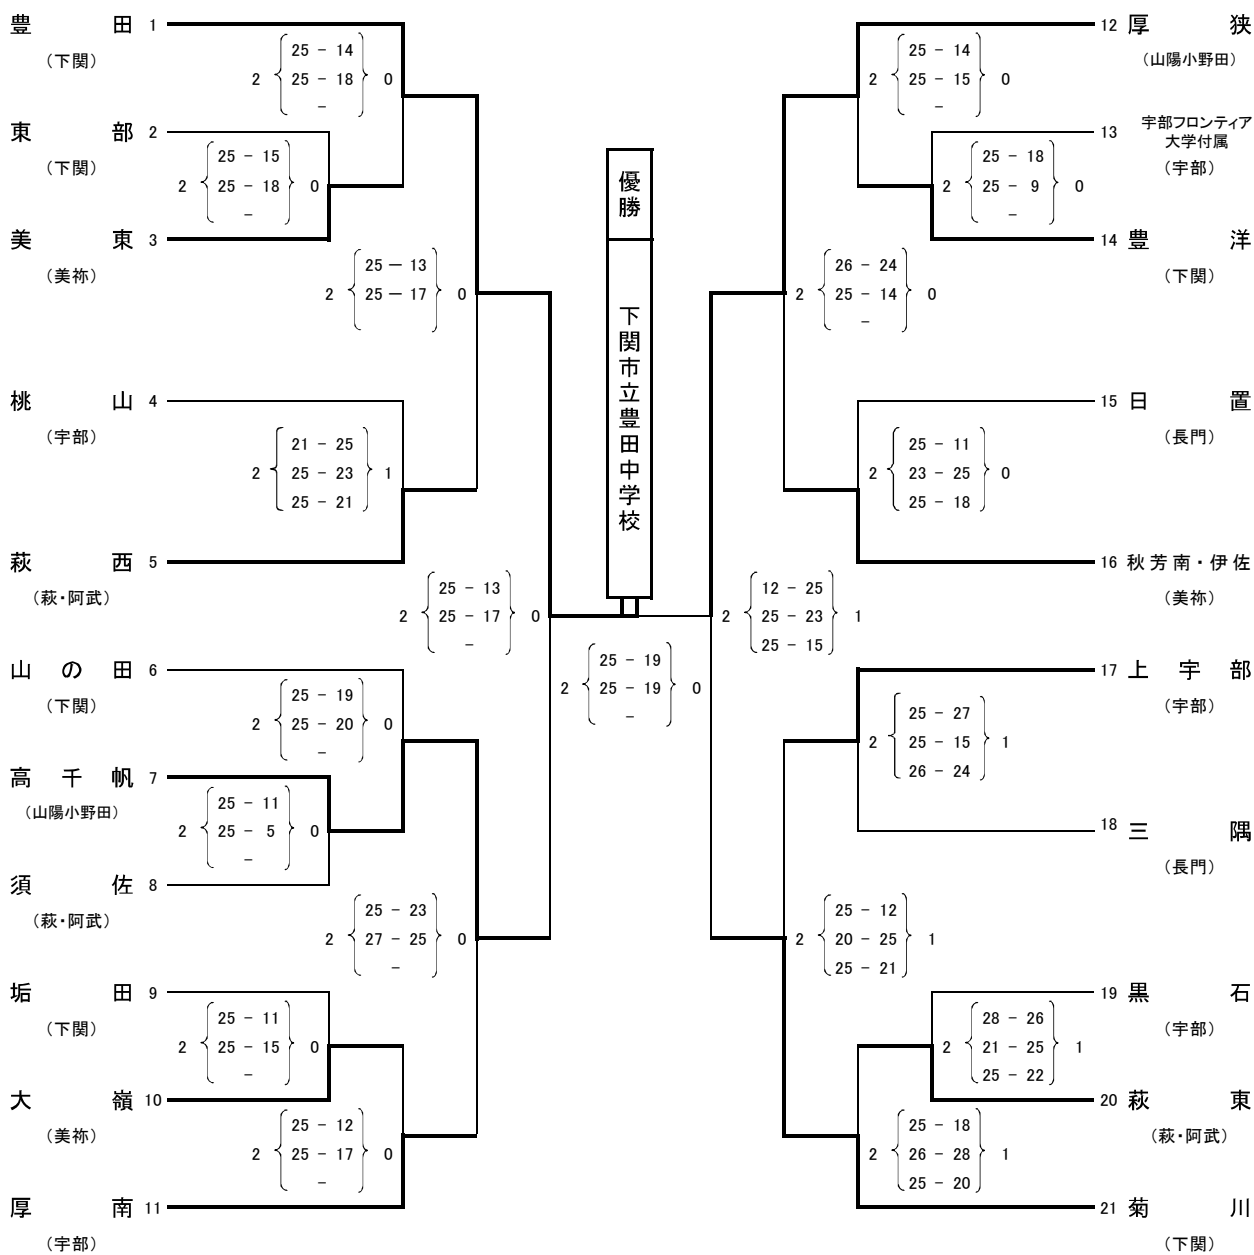 豊田 1
（下関）
2 25 - 14 0
25 - 18
-
東部 2
（下関）
2 25 - 15 0
25 - 18
-
美東 3
（美祢）
2 25 - 13 0
25 - 17
桃山 4
（宇部）
2 21 - 25 1
25 - 23
25 - 21
萩西 5
（萩・阿武）
2 25 - 13 0
25 - 17
-
山の田 6
（下関）
2 25 - 19 0
25 - 20
-
高千帆 7
（山陽小野田）
2 25 - 11 0
25 - 5
-
須佐 8
（萩・阿武）
2 25 - 23 0
27 - 25
-
垢田 9
（下関）
2 25 - 11 0
25 - 15
-
大嶺 10
（美祢）
2 25 - 12 0
25 - 17
-
厚南 11
（宇部）
優勝
下関市立豊田中学校
2 25 - 19 0
25 - 19
-
12 厚狭
（山陽小野田）
2 25 - 14 0
25 - 15
-
13 宇部フロンティア
大学付属
（宇部）
2 25 - 18 0
25 - 9
-
14 豊洋
（下関）
2 26 - 24 0
25 - 14
-
15 日置
（長門）
2 25 - 11 0
23 - 25
25 - 18
16 秋芳南・伊佐
（美祢）
2 12 - 25 1
25 - 23
25 - 15
17 上宇部
（宇部）
2 25 - 27 1
25 - 15
26 - 24
18 三隅
（長門）
2 25 - 12 1
20 - 25
25 - 21
19 黒石
（宇部）
2 28 - 26 1
21 - 25
25 - 22
20 萩東
（萩・阿武）
2 25 - 18 1
26 - 28
25 - 20
21 菊川
（下関）